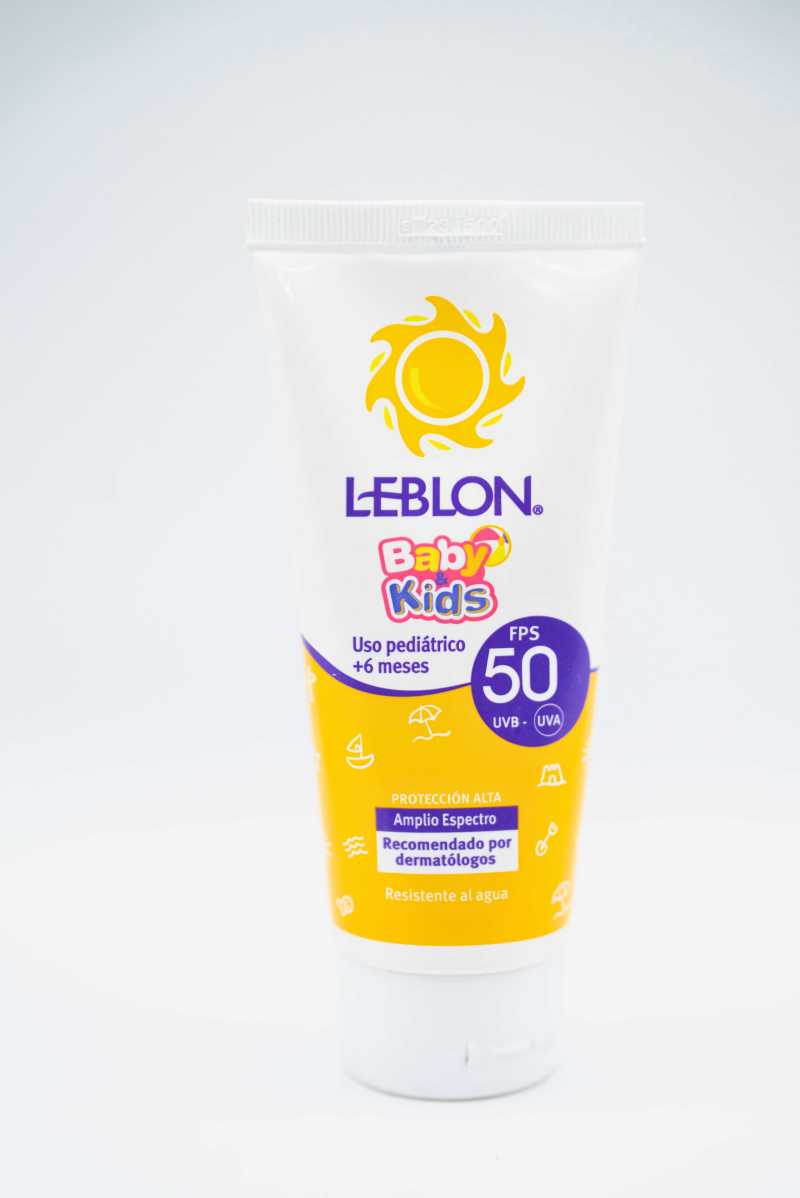 LEBLON®
Baby
&
Kids
Uso pediátrico
+6 meses
FPS
50
UVB - UVA
PROTECCIÓN ALTA
Amplio Espectro
Recomendado por
dermatólogos
Resistente al agua